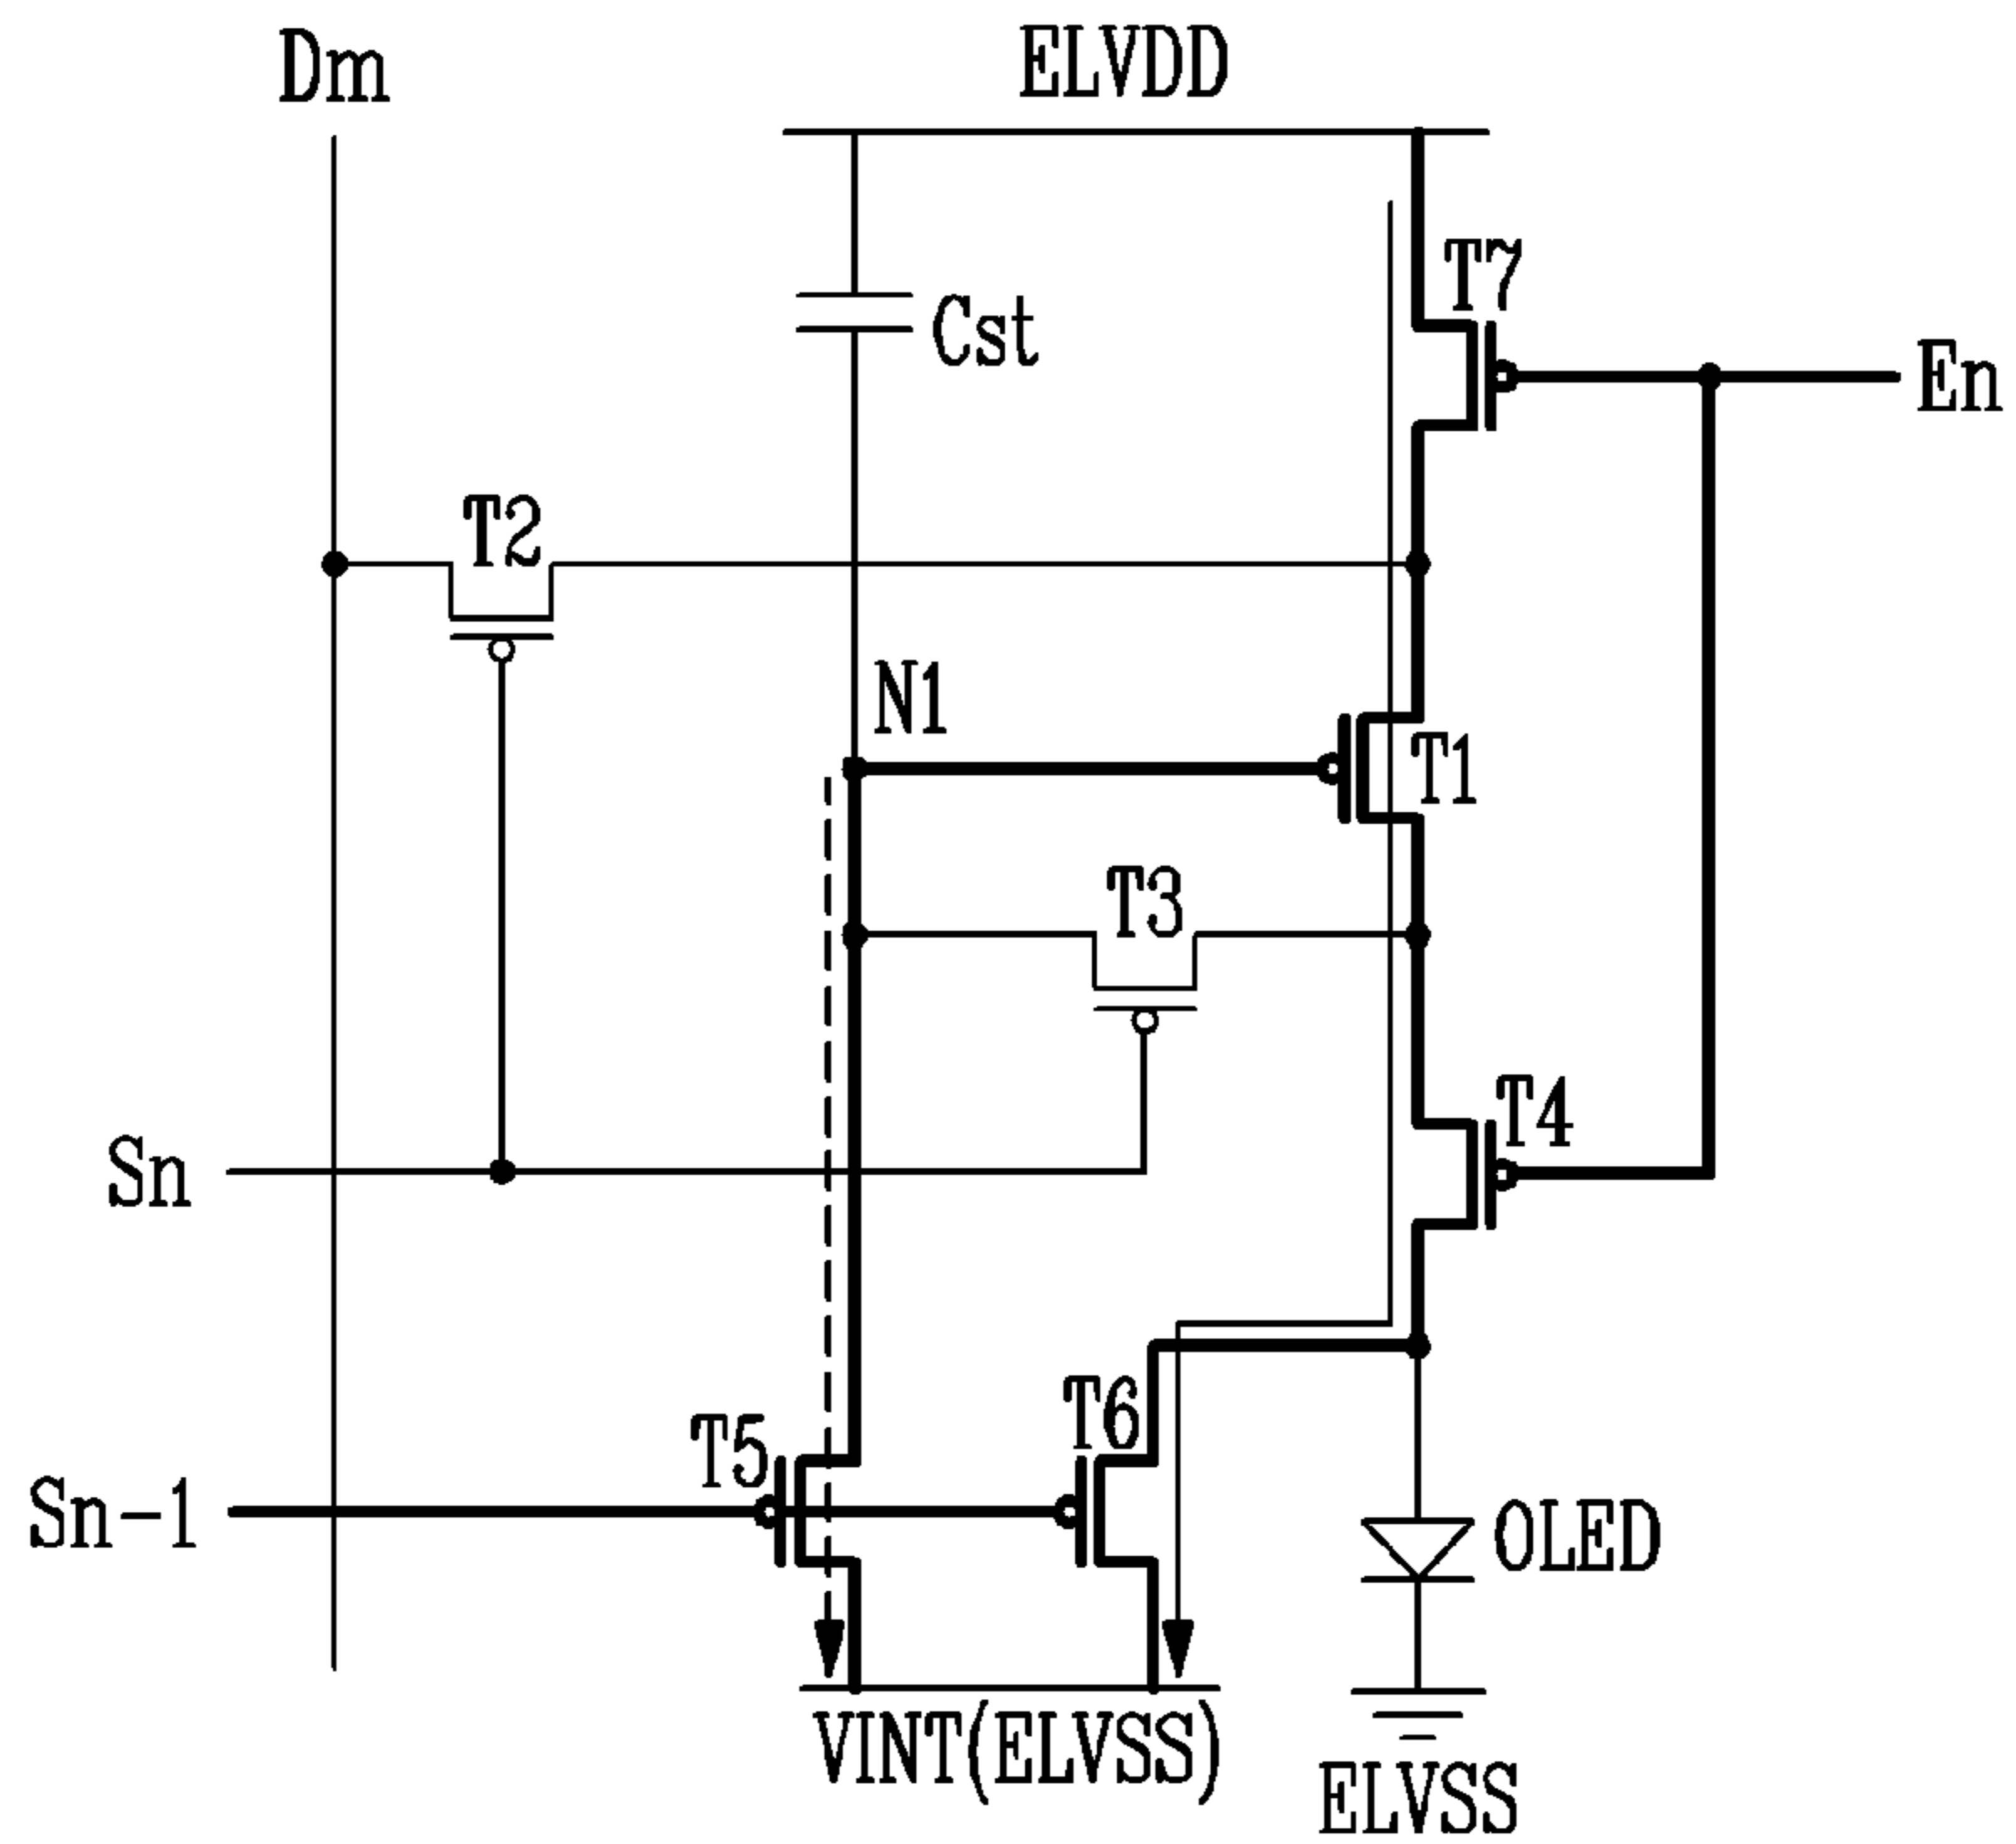 Dm
ELVDD
T7
Cst
En
T2
N1
T1
T3
T4
Sn
T6
T5
Sn-1
OLED
VINT(ELVSS)
ELVSS